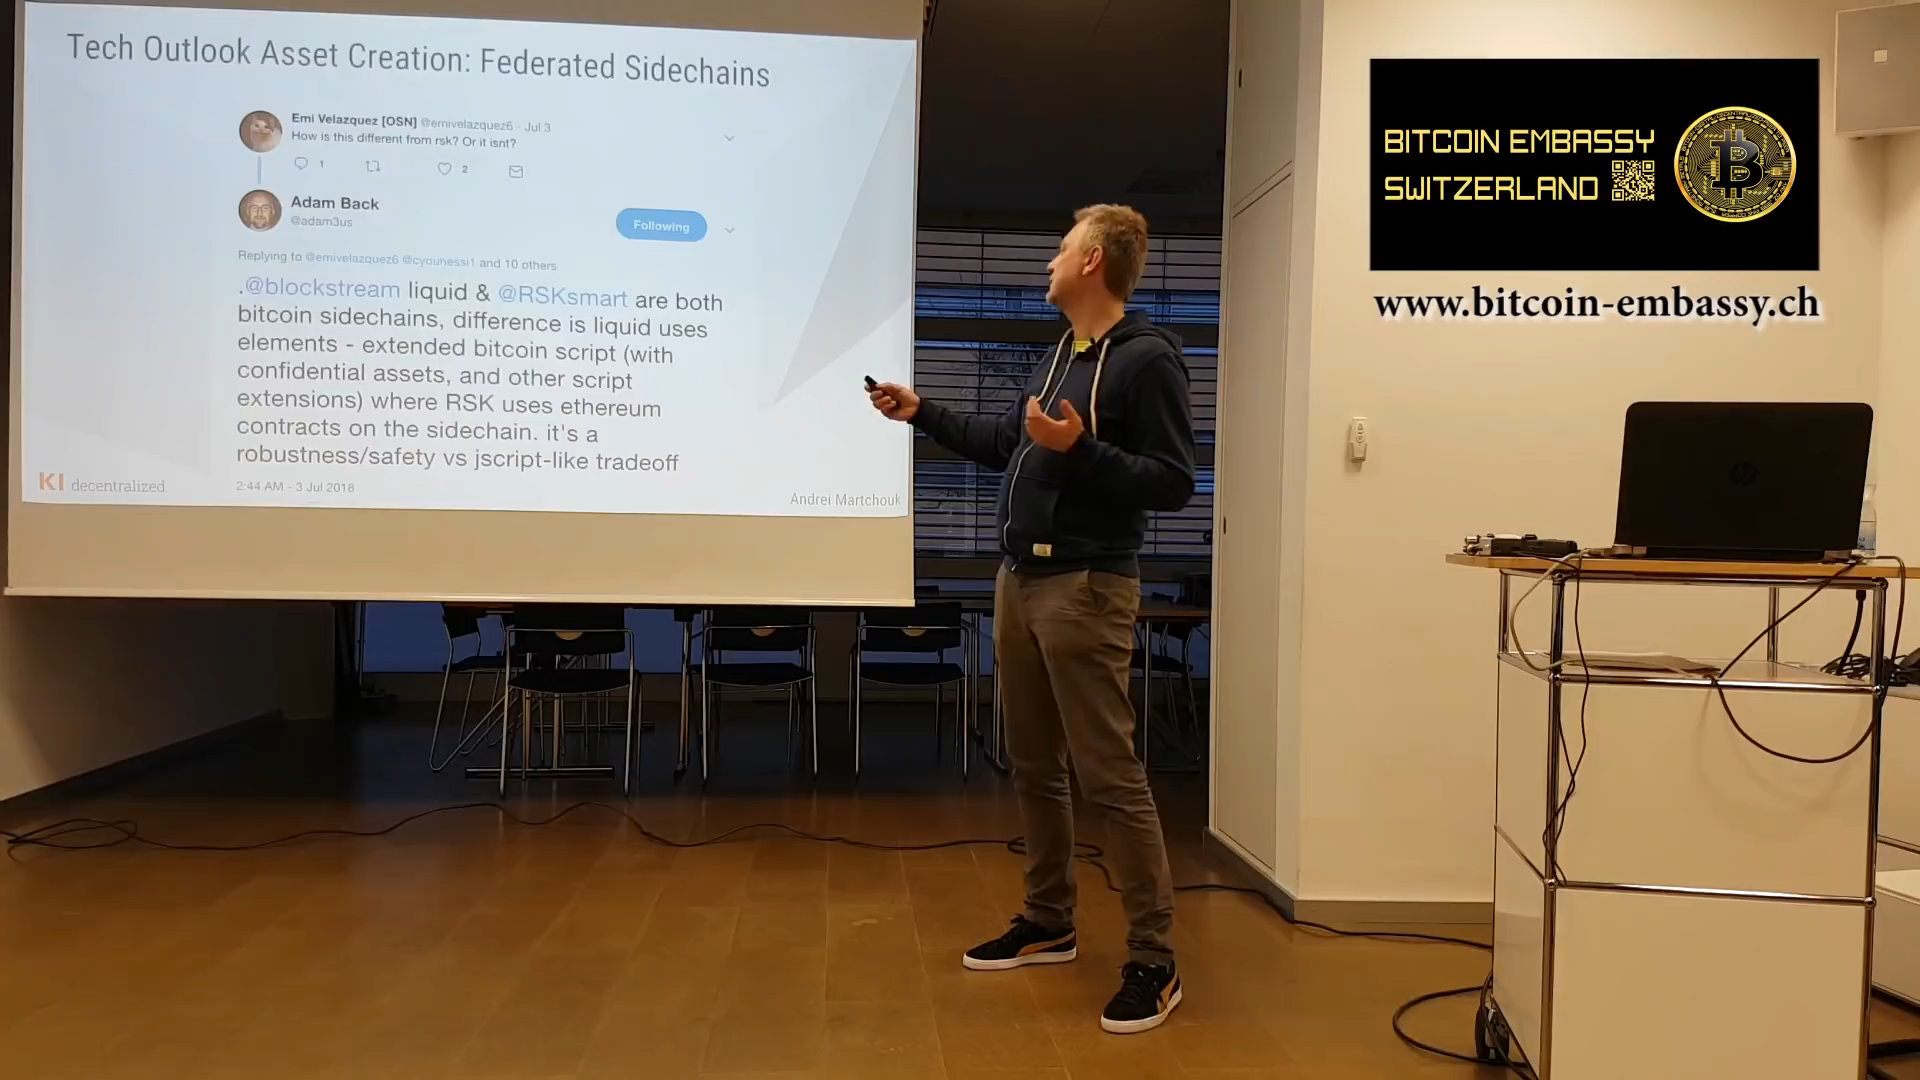 Tech Outlook Asset Creation: Federated Sidechains
Emi Velazquez [OSN] @emivelazquez6 · Jul 3
How is this different from rsk? Or it isnt?
1
2
Adam Back
@adam3us
Following
Replying to @emivelazquez6 @cyounessi1 and 10 others
.@blockstream liquid & @RSKsmart are both
bitcoin sidechains, difference is liquid uses
elements - extended bitcoin script (with
confidential assets, and other script
extensions) where RSK uses ethereum
contracts on the sidechain. it's a
robustness/safety vs jscript-like tradeoff
2:44 AM - 3 Jul 2018
KI decentralized
Andrei Martchouk
BITCOIN EMBASSY
SWITZERLAND
www.bitcoin-embassy.ch
hp